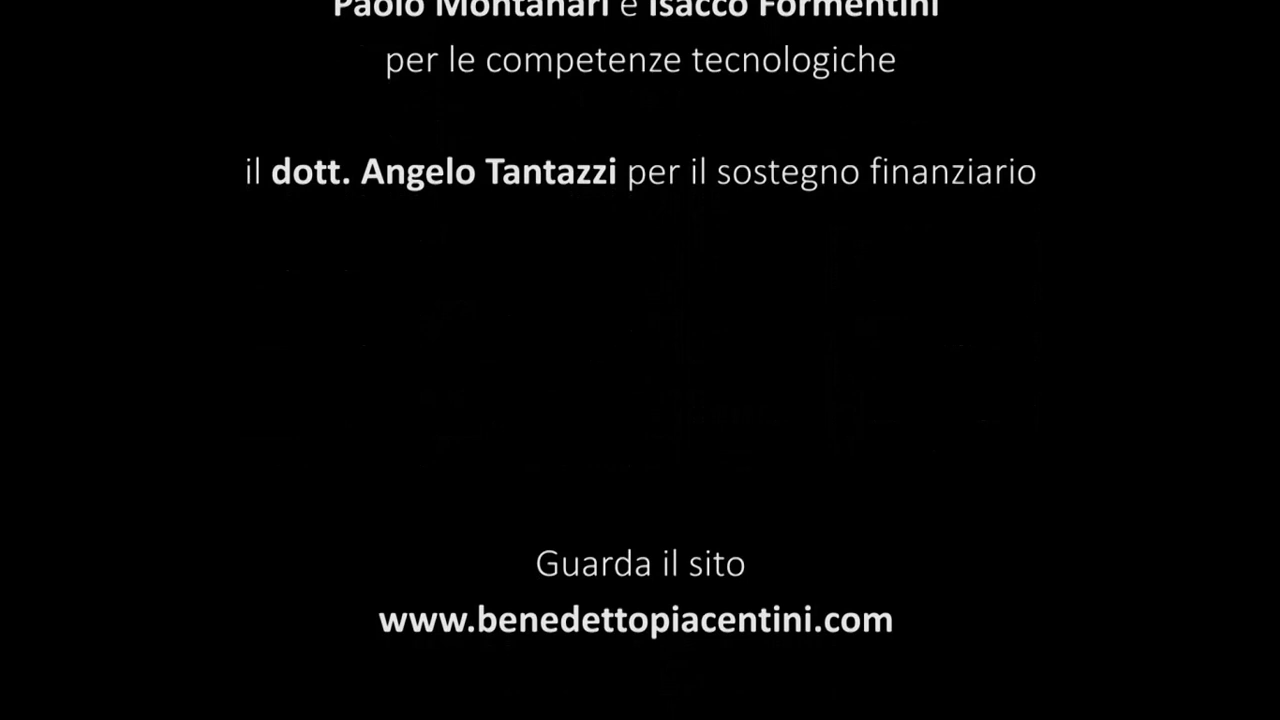 Paolo Montanari e Isacco Formentini
per le competenze tecnologiche
il dott. Angelo Tantazzi per il sostegno finanziario
Guarda il sito
www.benedettopiacentini.com